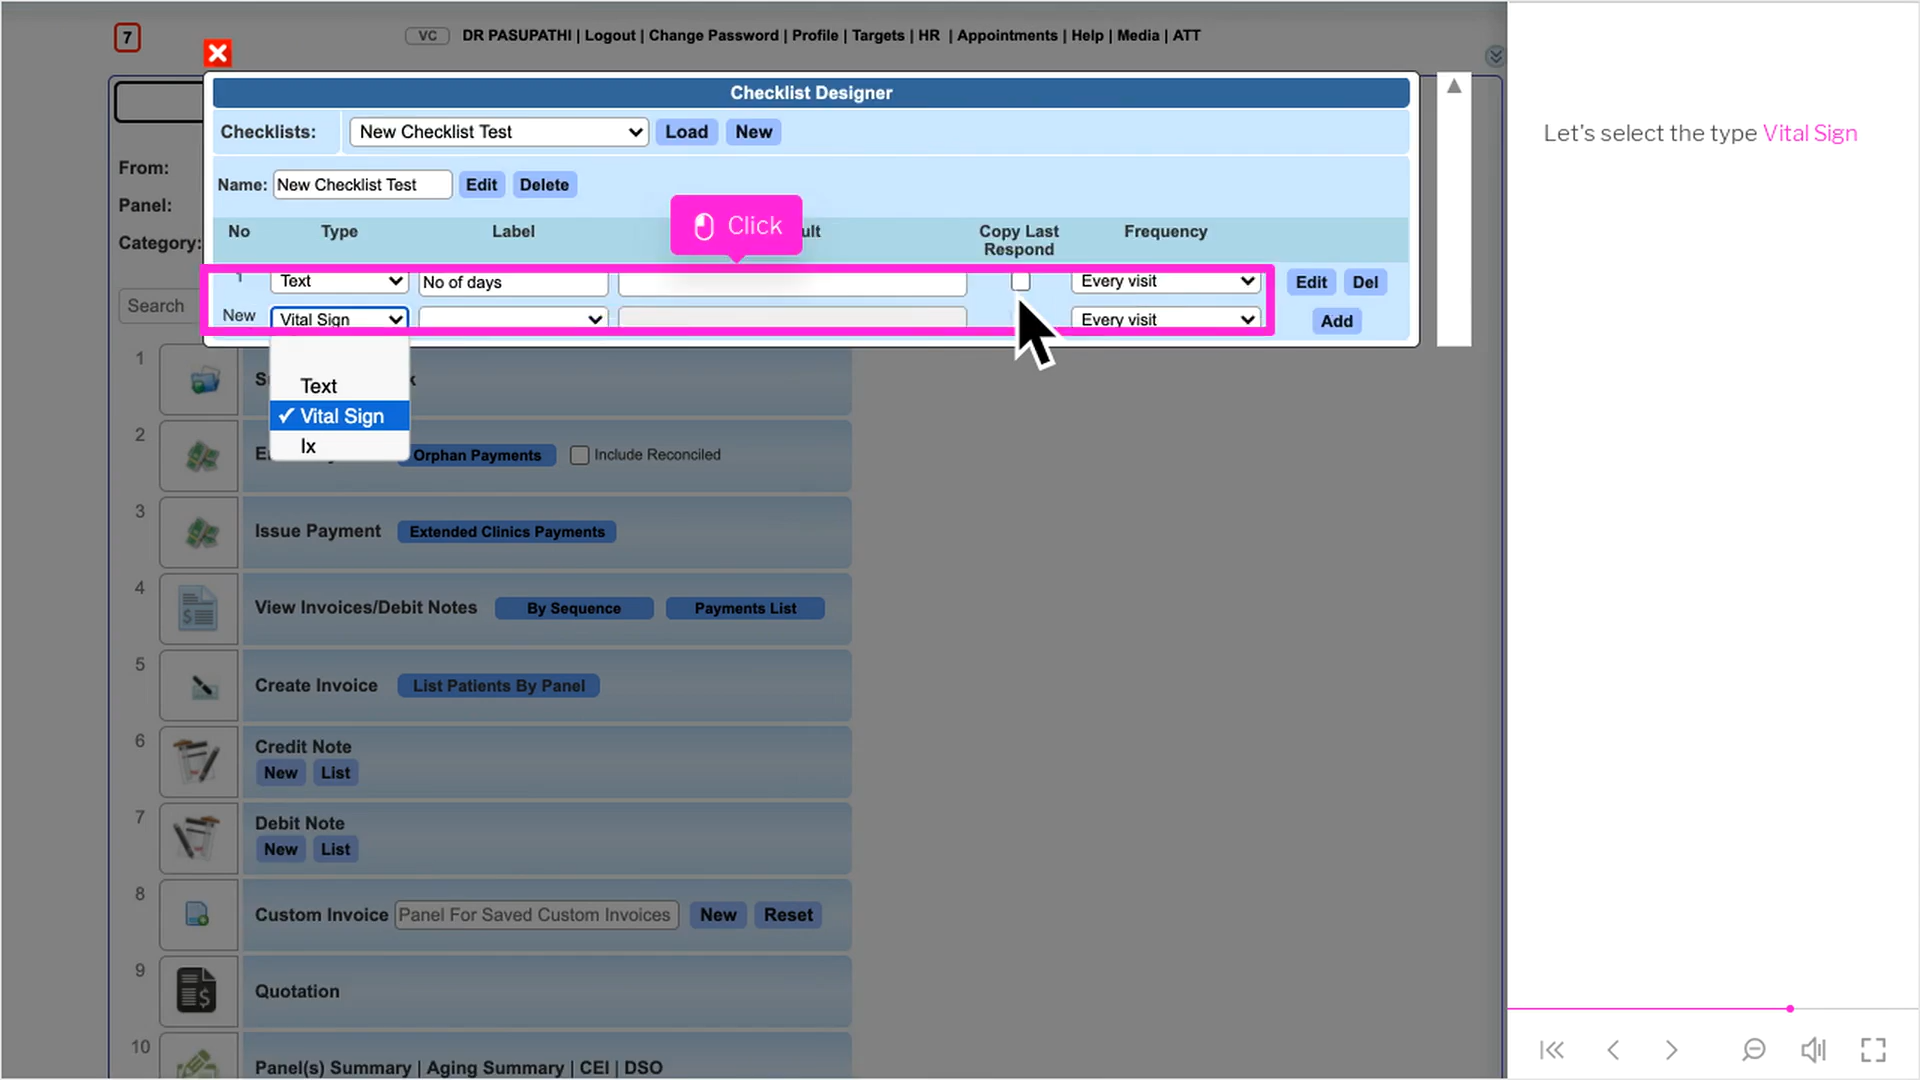 7
VC DR PASUPATHI | Logout | Change Password | Profile | Targets | HR | Appointments | Help | Media | ATT
Checklist Designer
Checklists: New Checklist Test Load New
Name: New Checklist Test Edit Delete
Click
No Type Label Copy Last Respond Frequency
1 Text No of days Every visit Edit Del
New Vital Sign Every visit Add
Text
✓ Vital Sign
Ix
From:
Panel:
Category:
Search
1
2 Orphan Payments Include Reconciled
3 Issue Payment Extended Clinics Payments
4 View Invoices/Debit Notes By Sequence Payments List
5 Create Invoice List Patients By Panel
6 Credit Note
New List
7 Debit Note
New List
8 Custom Invoice Panel For Saved Custom Invoices New Reset
9 Quotation
10 Panel(s) Summary | Aging Summary | CEI | DSO
Let's select the type Vital Sign